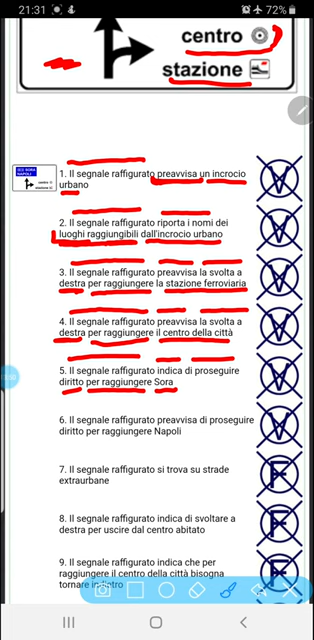 21:31
72%
centro
stazione
1. Il segnale raffigurato preavvisa un incrocio
urbano
V
2. Il segnale raffigurato riporta i nomi dei
luoghi raggiungibili dall'incrocio urbano
V
3. Il segnale raffigurato preavvisa la svolta a
destra per raggiungere la stazione ferroviaria
V
4. Il segnale raffigurato preavvisa la svolta a
destra per raggiungere il centro della città
V
5. Il segnale raffigurato indica di proseguire
diritto per raggiungere Sora
V
6. Il segnale raffigurato preavvisa di proseguire
diritto per raggiungere Napoli
V
7. Il segnale raffigurato si trova su strade
extraurbane
F
8. Il segnale raffigurato indica di svoltare a
destra per uscire dal centro abitato
F
9. Il segnale raffigurato indica che per
raggiungere il centro della città bisogna
tornare indietro
F